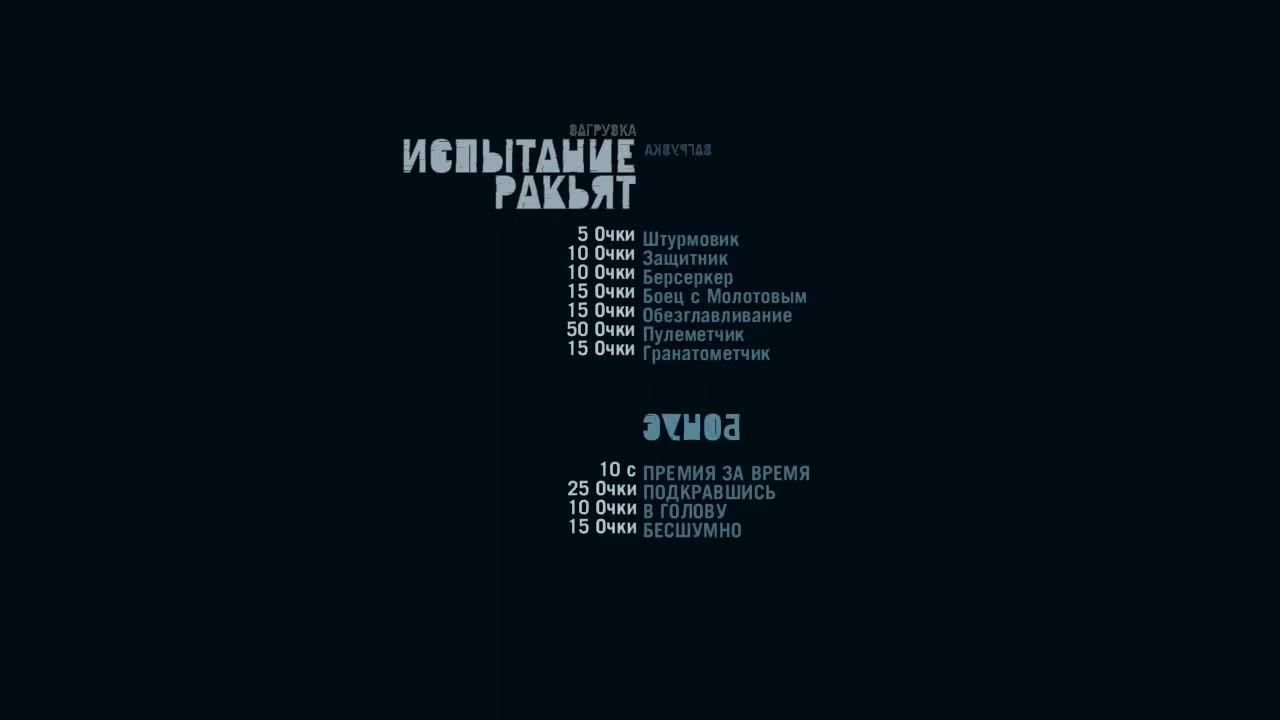 ЗАГРУЗКА
ИСПЫТАНИЕ ЗАГРУЗКА
РАКЬЯТ
5 Очки Штурмовик
10 Очки Защитник
10 Очки Берсеркер
15 Очки Боец с Молотовым
15 Очки Обезглавливание
50 Очки Пулеметчик
15 Очки Гранатометчик
10 с ПРЕМИЯ ЗА ВРЕМЯ
25 Очки ПОДКРАВШИСЬ
10 Очки В ГОЛОВУ
15 Очки БЕСШУМНО